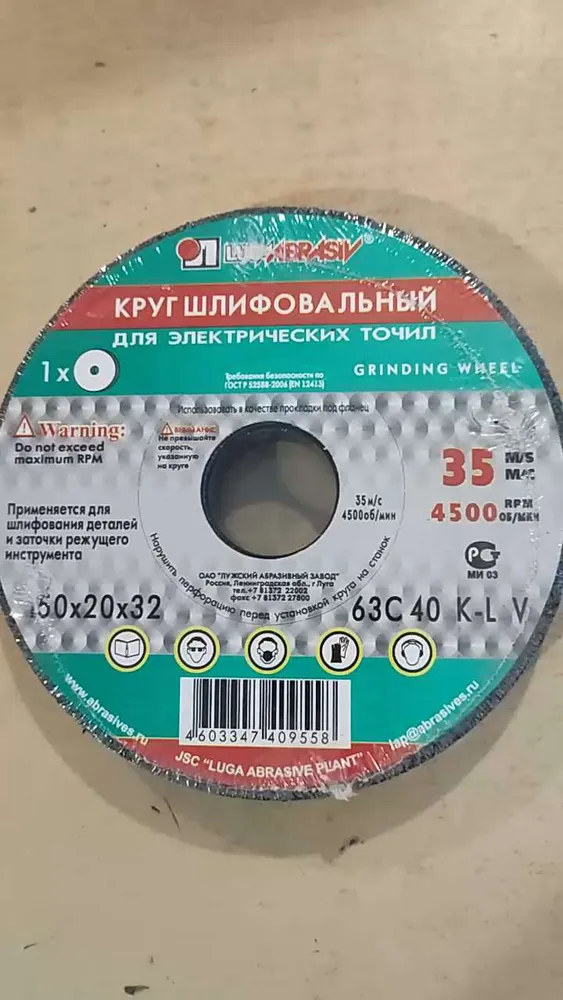 LUGAABRASIV®
КРУГ ШЛИФОВАЛЬНЫЙ
ДЛЯ ЭЛЕКТРИЧЕСКИХ ТОЧИЛ
1x
Требования безопасности по
ГОСТ Р 52588-2006 (EN 12413)
GRINDING WHEEL
Использовать в качестве прокладки под фланец
Warning:
Do not exceed
maximum RPM
ВНИМАНИЕ:
Не превышайте
скорость,
указанную
на круге
35 м/с
4500об/мин
35 M/S
М/С
4500 RPM
ОБ/МИН
Применяется для
шлифования деталей
и заточки режущего
инструмента
МИ 03
ОАО "ЛУЖСКИЙ АБРАЗИВНЫЙ ЗАВОД"
Россия, Ленинградская обл., г Луга
тел.+7 81372 22002
факс +7 81372 27800
Нарушить перфорацию перед установкой круга на станок
150x20x32
63C 40 K-L V
4 603347 409558
www.abrasives.ru
lap@abrasives.ru
JSC "LUGA ABRASIVE PLANT"